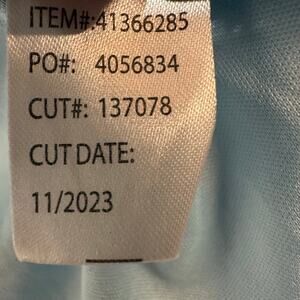 ITEM#:41366285
PO#: 4056834
CUT#: 137078
CUT DATE:
11/2023